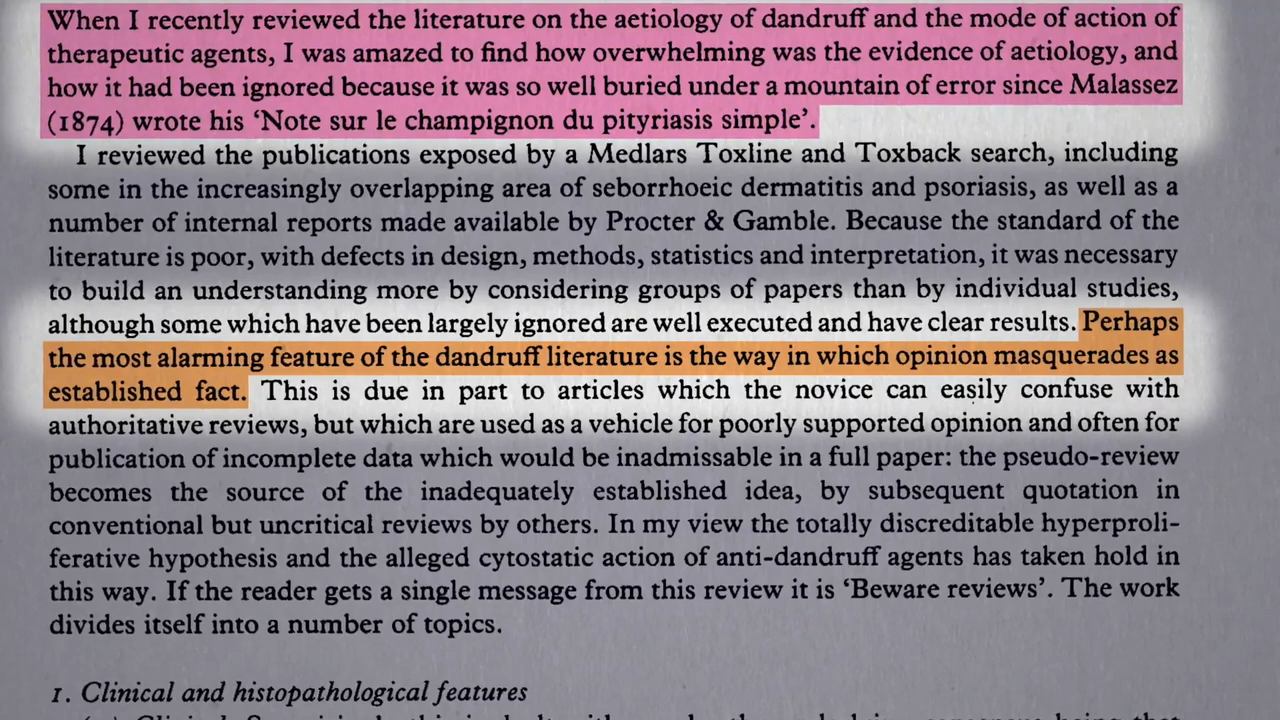 When I recently reviewed the literature on the aetiology of dandruff and the mode of action of
therapeutic agents, I was amazed to find how overwhelming was the evidence of aetiology, and
how it had been ignored because it was so well buried under a mountain of error since Malassez
(1874) wrote his ‘Note sur le champignon du pityriasis simple’.
I reviewed the publications exposed by a Medlars Toxline and Toxback search, including
some in the increasingly overlapping area of seborrhoeic dermatitis and psoriasis, as well as a
number of internal reports made available by Procter & Gamble. Because the standard of the
literature is poor, with defects in design, methods, statistics and interpretation, it was necessary
to build an understanding more by considering groups of papers than by individual studies,
although some which have been largely ignored are well executed and have clear results. Perhaps
the most alarming feature of the dandruff literature is the way in which opinion masquerades as
established fact. This is due in part to articles which the novice can easily confuse with
authoritative reviews, but which are used as a vehicle for poorly supported opinion and often for
publication of incomplete data which would be inadmissable in a full paper: the pseudo-review
becomes the source of the inadequately established idea, by subsequent quotation in
conventional but uncritical reviews by others. In my view the totally discreditable hyperproli-
ferative hypothesis and the alleged cytostatic action of anti-dandruff agents has taken hold in
this way. If the reader gets a single message from this review it is ‘Beware reviews’. The work
divides itself into a number of topics.
1. Clinical and histopathological features